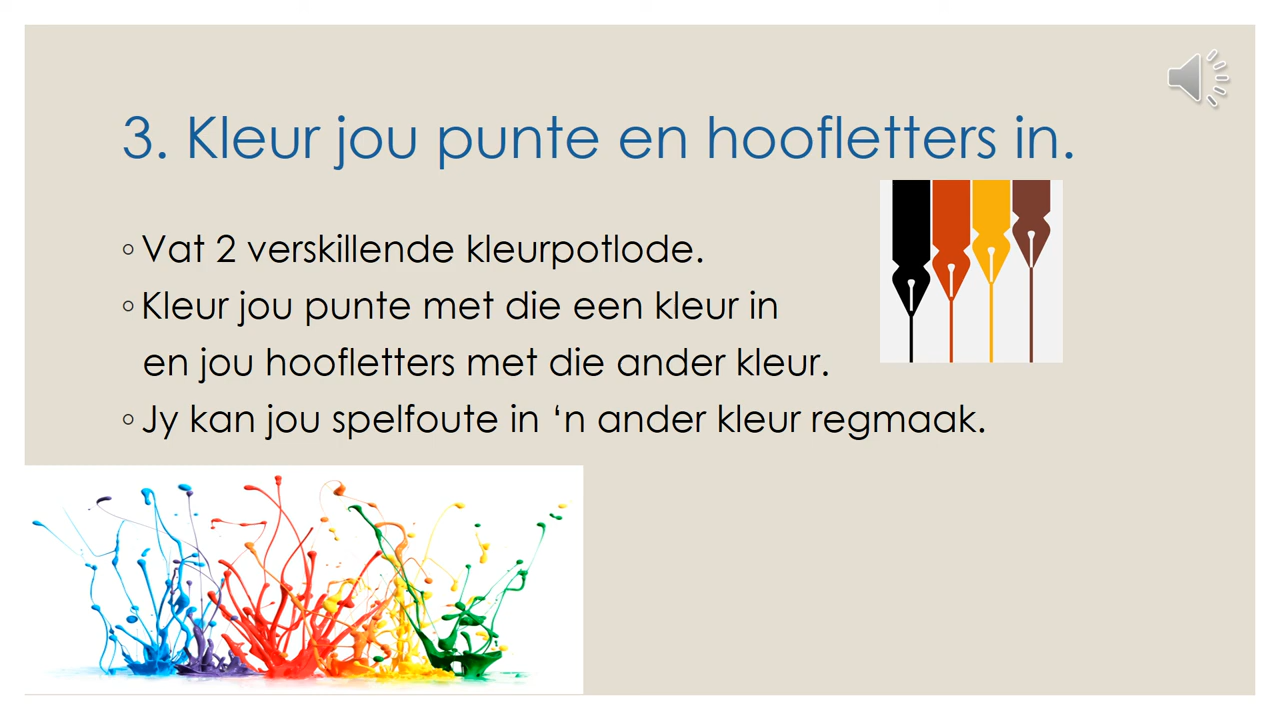 3. Kleur jou punte en hoofletters in.
◦Vat 2 verskillende kleurpotlode.
◦Kleur jou punte met die een kleur in
en jou hoofletters met die ander kleur.
◦Jy kan jou spelfoute in ‘n ander kleur regmaak.